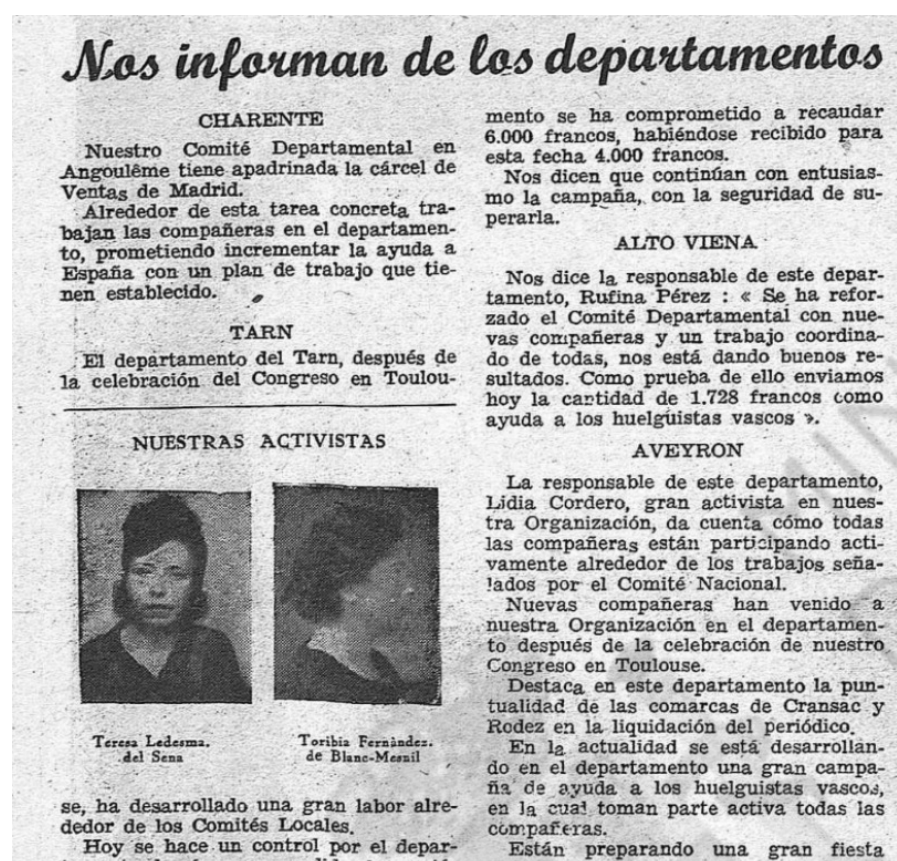 Nos informan de los departamentos
CHARENTE
Nuestro Comité Departamental en
Angoulême tiene apadrinada la cárcel de
Ventas de Madrid.
Alrededor de esta tarea concreta tra-
bajan las compañeras en el departamen-
to, prometiendo incrementar la ayuda a
España con un plan de trabajo que tie-
nen establecido.
TARN
El departamento del Tarn, después de
la celebración del Congreso en Toulou-
NUESTRAS ACTIVISTAS
Teresa Ledesma.
del Sena
Toribia Fernàndez.
de Blanc-Mesnil
se, ha desarrollado una gran labor alre-
dedor de los Comités Locales.
Hoy se hace un control por el depar-
mento se ha comprometido a recaudar
6.000 francos, habiéndose recibido para
esta fecha 4.000 francos.
Nos dicen que continúan con entusias-
mo la campaña, con la seguridad de su-
perarla.
ALTO VIENA
Nos dice la responsable de este depar-
tamento, Rufina Pérez : « Se ha refor-
zado el Comité Departamental con nue-
vas compañeras y un trabajo coordina-
do de todas, nos está dando buenos re-
sultados. Como prueba de ello enviamos
hoy la cantidad de 1.728 francos como
ayuda a los huelguistas vascos ».
AVEYRON
La responsable de este departamento,
Lidia Cordero, gran activista en nues-
tra Organización, da cuenta cómo todas
las compañeras están participando acti-
vamente alrededor de los trabajos seña-
lados por el Comité Nacional.
Nuevas compañeras han venido a
nuestra Organización en el departamen-
to después de la celebración de nuestro
Congreso en Toulouse.
Destaca en este departamento la pun-
tualidad de las comarcas de Cransac y
Rodez en la liquidación del periódico.
En la actualidad se está desarrollan-
do en el departamento una gran campa-
ña de ayuda a los huelguistas vascos,
en la cual toman parte activa todas las
compañeras.
Están preparando una gran fiesta